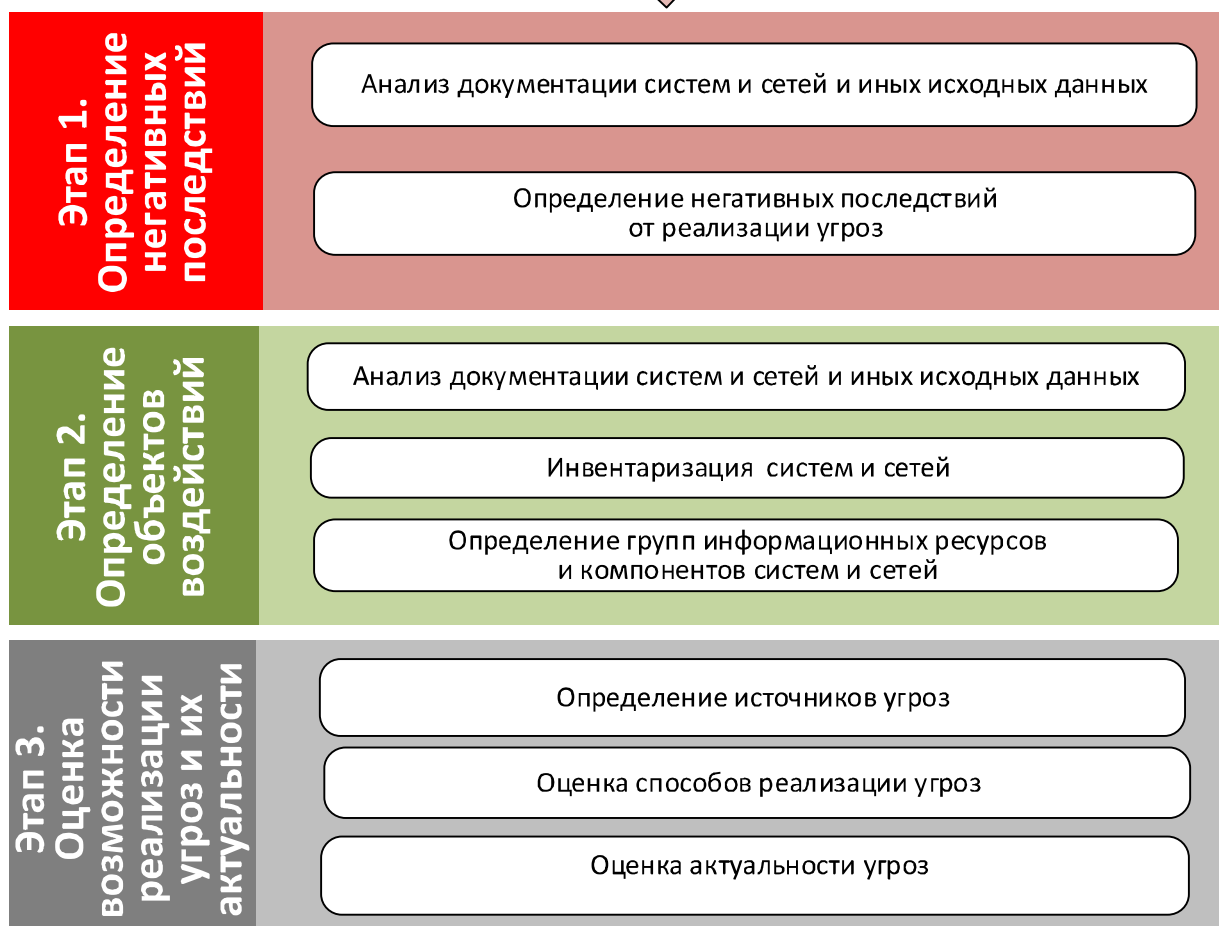 Этап 1.
Определение
негативных
последствий
Анализ документации систем и сетей и иных исходных данных
Определение негативных последствий
от реализации угроз
Этап 2.
Определение
объектов
воздействий
Анализ документации систем и сетей и иных исходных данных
Инвентаризация систем и сетей
Определение групп информационных ресурсов
и компонентов систем и сетей
Этап 3.
Оценка
возможности
реализации
угроз и их
актуальности
Определение источников угроз
Оценка способов реализации угроз
Оценка актуальности угроз